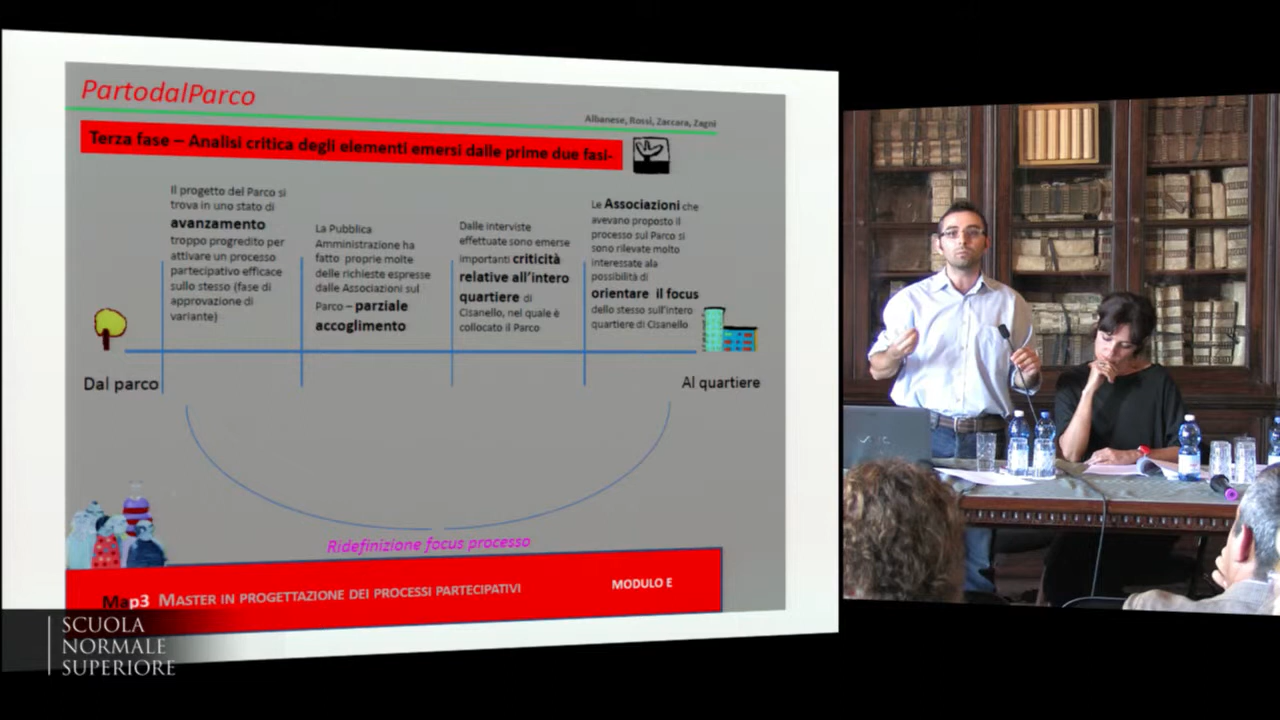 PartodalParco
Albanese, Rossi, Zaccara, Zagni
Terza fase – Analisi critica degli elementi emersi dalle prime due fasi-
Il progetto del Parco si
trova in uno stato di
avanzamento
troppo progredito per
attivare un processo
partecipativo efficace
sullo stesso (fase di
approvazione di
variante)
La Pubblica
Amministrazione ha
fatto proprie molte
delle richieste espresse
dalle Associazioni sul
Parco – parziale
accoglimento
Dalle interviste
effettuate sono emerse
importanti criticità
relative all'intero
quartiere di
Cisanello, nel quale è
collocato il Parco
Le Associazioni che
avevano proposto il
processo sul Parco si
sono rilevate molto
interessate ala
possibilità di
orientare il focus
dello stesso sull'intero
quartiere di Cisanello
Dal parco
Al quartiere
Ridefinizione focus processo
Map3 MASTER IN PROGETTAZIONE DEI PROCESSI PARTECIPATIVI
MODULO E
SCUOLA
NORMALE
SUPERIORE
VAIO